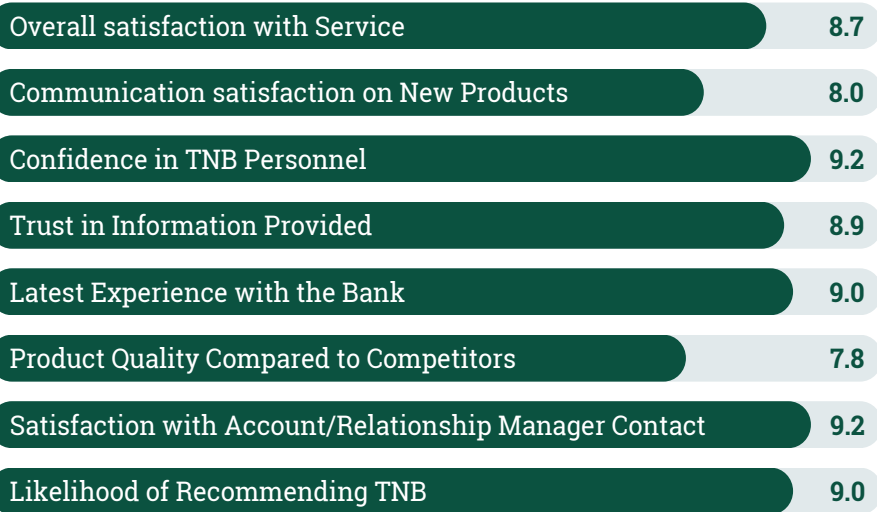 Overall satisfaction with Service 8.7
Communication satisfaction on New Products 8.0
Confidence in TNB Personnel 9.2
Trust in Information Provided 8.9
Latest Experience with the Bank 9.0
Product Quality Compared to Competitors 7.8
Satisfaction with Account/Relationship Manager Contact 9.2
Likelihood of Recommending TNB 9.0